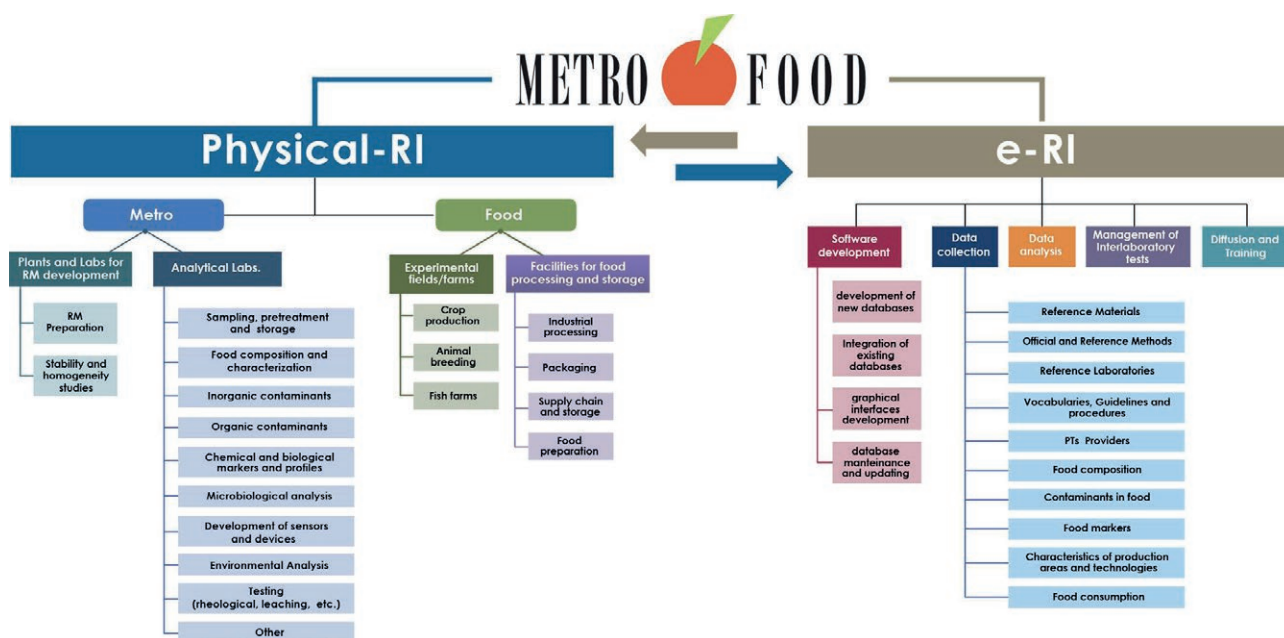 METRO FOOD
Physical-RI
e-RI
Metro
Food
Plants and Labs for
RM development
Analytical Labs.
Experimental
fields/farms
Facilities for food
processing and storage
RM
Preparation
Stability and
homogeneity
studies
Sampling, pretreatment
and storage
Food composition and
characterization
Inorganic contaminants
Organic contaminants
Chemical and biological
markers and profiles
Microbiological analysis
Development of sensors
and devices
Environmental Analysis
Testing
(rheological, leaching, etc.)
Other
Crop
production
Animal
breeding
Fish farms
Industrial
processing
Packaging
Supply chain
and storage
Food
preparation
Software
development
Data
collection
Data
analysis
Management of
Interlaboratory
tests
Diffusion and
Training
development of
new databases
Integration of
existing
databases
graphical
interfaces
development
database
manteinance
and updating
Reference Materials
Official and Reference Methods
Reference Laboratories
Vocabularies, Guidelines and
procedures
PTs Providers
Food composition
Contaminants in food
Food markers
Characteristics of production
areas and technologies
Food consumption